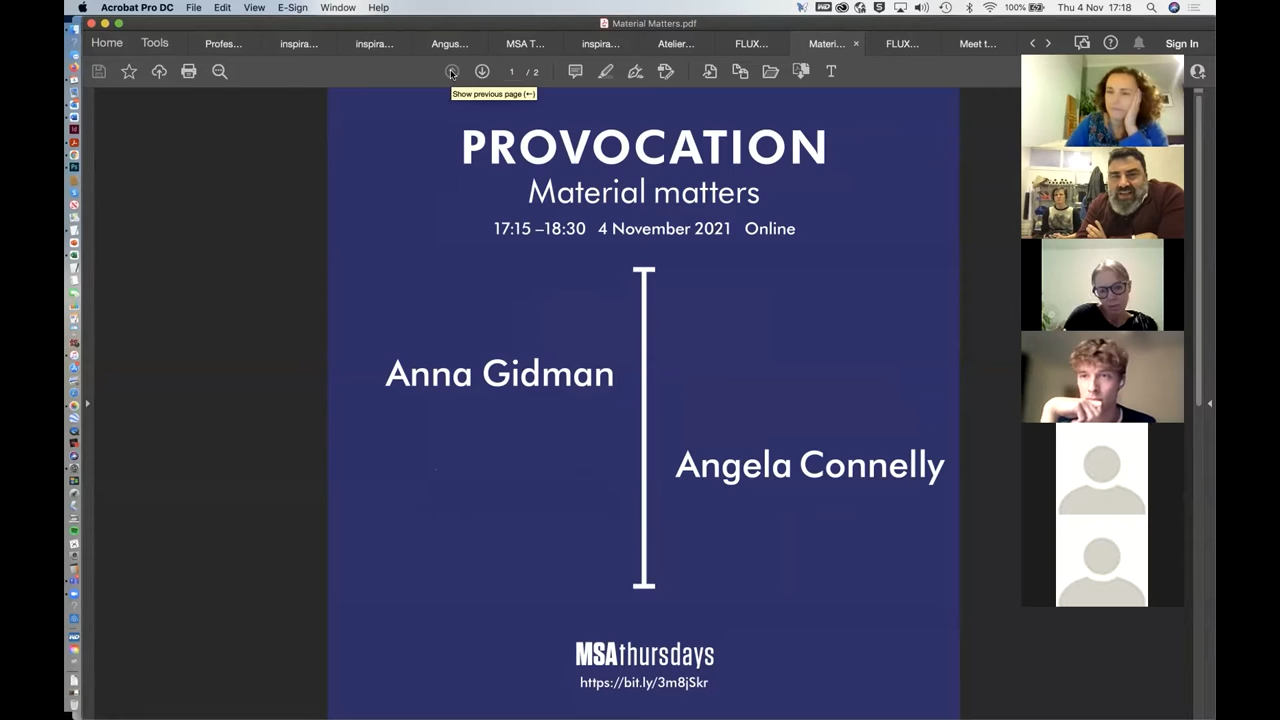 Acrobat Pro DC File Edit View E-Sign Window Help 100% Thu 4 Nov 17:18
Material Matters.pdf
Home Tools Profes... inspira... inspira... Angus... MSA T... inspira... Atelier... FLUX... Materi... × FLUX... Meet t... Sign In
1 / 2
Show previous page (←)
PROVOCATION
Material matters
17:15 –18:30 4 November 2021 Online
Anna Gidman
Angela Connelly
MSAthursdays
https://bit.ly/3m8jSkr